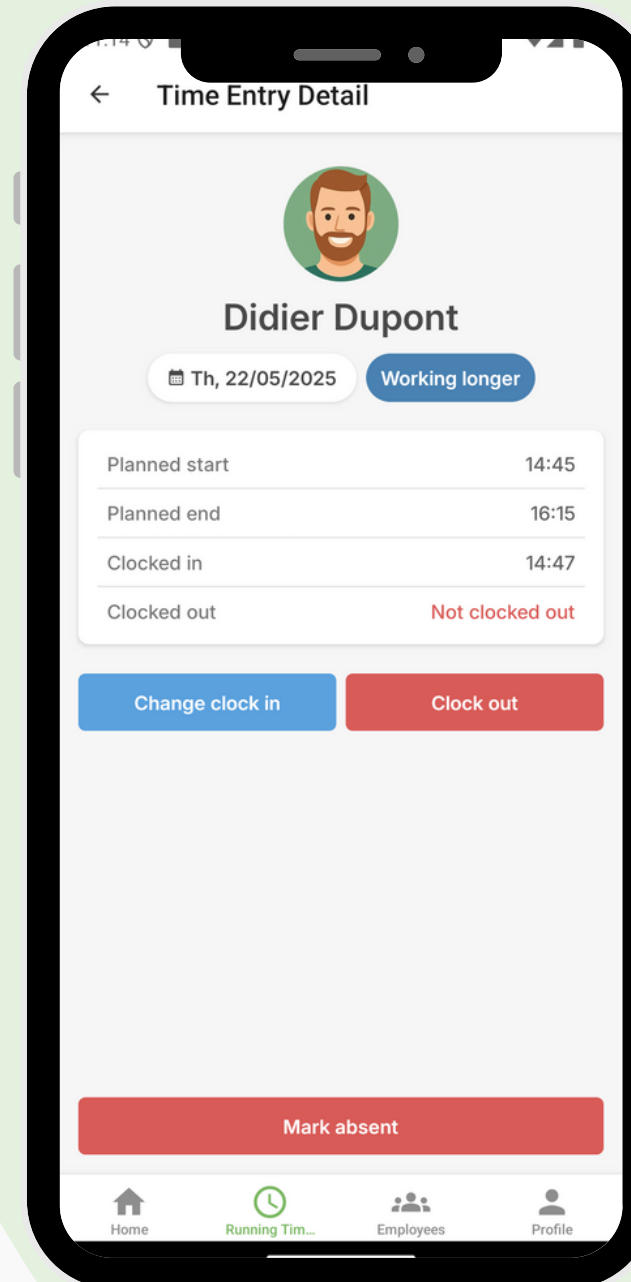 Time Entry Detail
Didier Dupont
Th, 22/05/2025 Working longer
Planned start 14:45
Planned end 16:15
Clocked in 14:47
Clocked out Not clocked out
Change clock in Clock out
Mark absent
Home Running Tim... Employees Profile